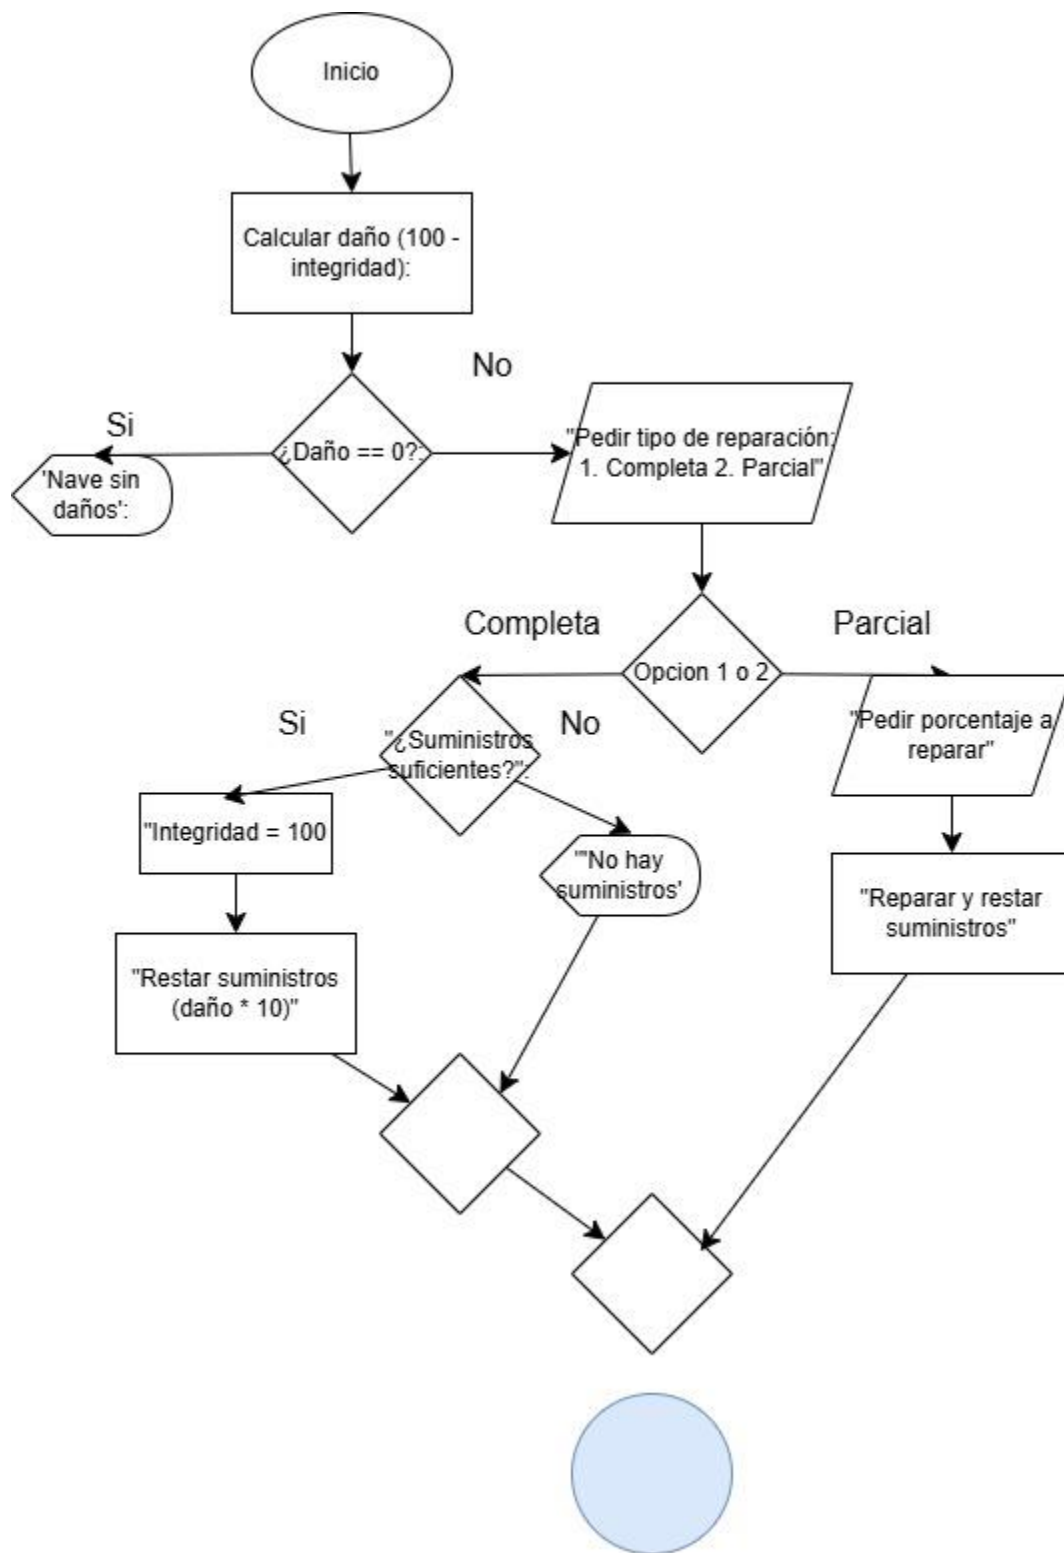 Inicio
Calcular daño (100 -
integridad):
No
Si
¿Daño == 0?:
"Pedir tipo de reparación:
1. Completa 2. Parcial"
'Nave sin
daños':
Completa
Parcial
Opcion 1 o 2
Si
No
"¿Suministros
suficientes?":
"Pedir porcentaje a
reparar"
"Integridad = 100
"'No hay
suministros'
"Reparar y restar
suministros"
"Restar suministros
(daño * 10)"